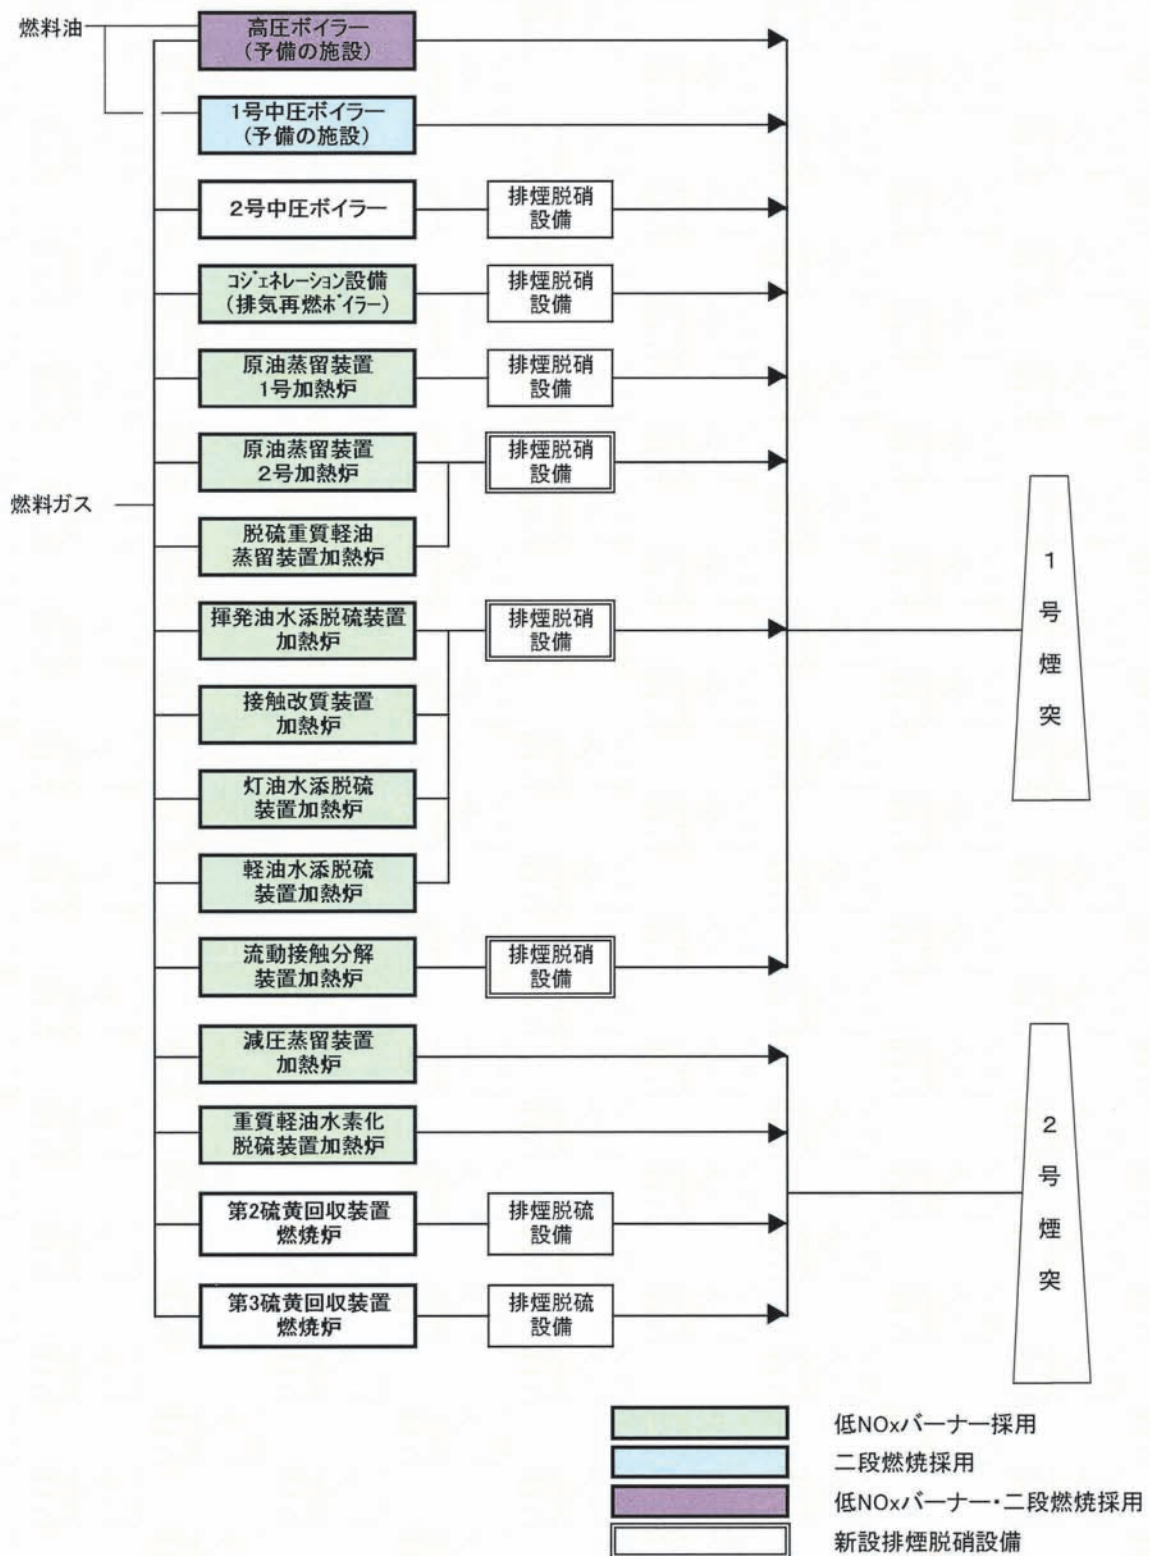 燃料油
高圧ボイラー
(予備の施設)
1号中圧ボイラー
(予備の施設)
2号中圧ボイラー
排煙脱硝
設備
コジェネレーション設備
(排気再燃ボイラー)
排煙脱硝
設備
原油蒸留装置
1号加熱炉
排煙脱硝
設備
原油蒸留装置
2号加熱炉
排煙脱硝
設備
燃料ガス
脱硫重質軽油
蒸留装置加熱炉
揮発油水添脱硫装置
加熱炉
排煙脱硝
設備
接触改質装置
加熱炉
灯油水添脱硫
装置加熱炉
軽油水添脱硫
装置加熱炉
流動接触分解
装置加熱炉
排煙脱硝
設備
1号煙突
減圧蒸留装置
加熱炉
重質軽油水素化
脱硫装置加熱炉
第2硫黄回収装置
燃焼炉
排煙脱硫
設備
第3硫黄回収装置
燃焼炉
排煙脱硫
設備
2号煙突
低NOxバーナー採用
二段燃焼採用
低NOxバーナー・二段燃焼採用
新設排煙脱硝設備